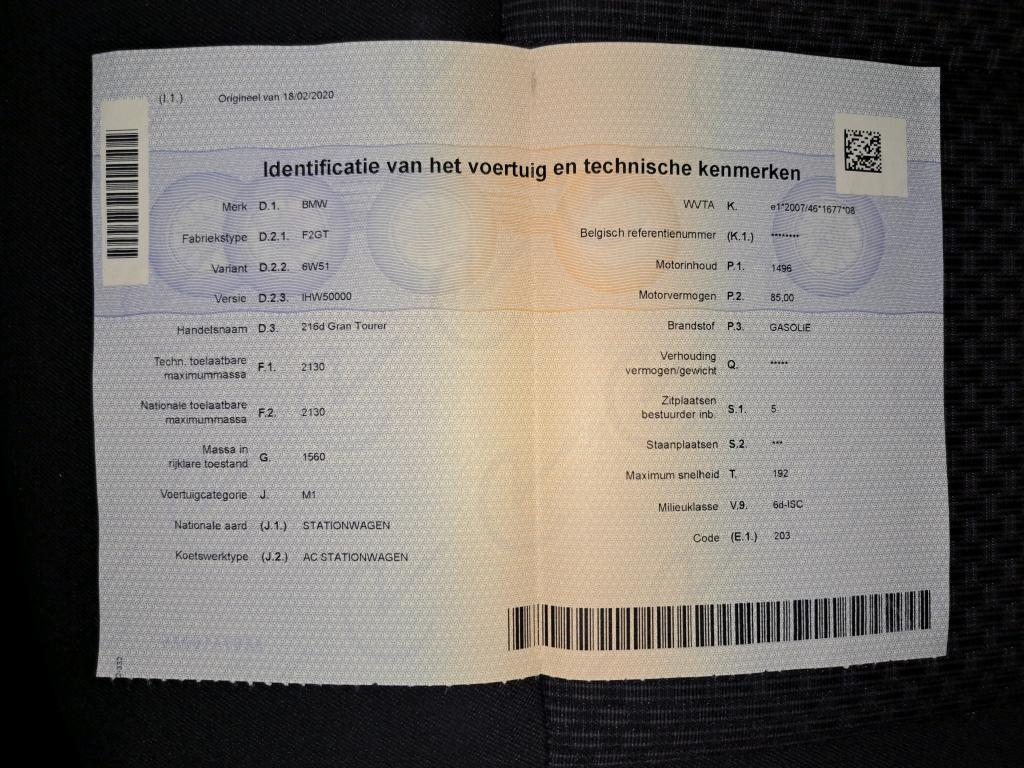 (I.1.) Origineel van 18/02/2020
Identificatie van het voertuig en technische kenmerken
Merk D.1. BMW
Fabriekstype D.2.1. F2GT
Variant D.2.2. 6W51
Versie D.2.3. IHW50000
Handelsnaam D.3. 216d Gran Tourer
Techn. toelaatbare
maximummassa F.1. 2130
Nationale toelaatbare
maximummassa F.2. 2130
Massa in
rijklare toestand G. 1560
Voertuigcategorie J. M1
Nationale aard (J.1.) STATIONWAGEN
Koetswerktype (J.2.) AC STATIONWAGEN
WVTA K. e1*2007/46*1677*08
Belgisch referentienummer (K.1.) ********
Motorinhoud P.1. 1496
Motorvermogen P.2. 85,00
Brandstof P.3. GASOLIE
Verhouding
vermogen/gewicht Q. *****
Zitplaatsen
bestuurder inb. S.1. 5
Staanplaatsen S.2. ***
Maximum snelheid T. 192
Milieuklasse V.9. 6d-ISC
Code (E.1.) 203